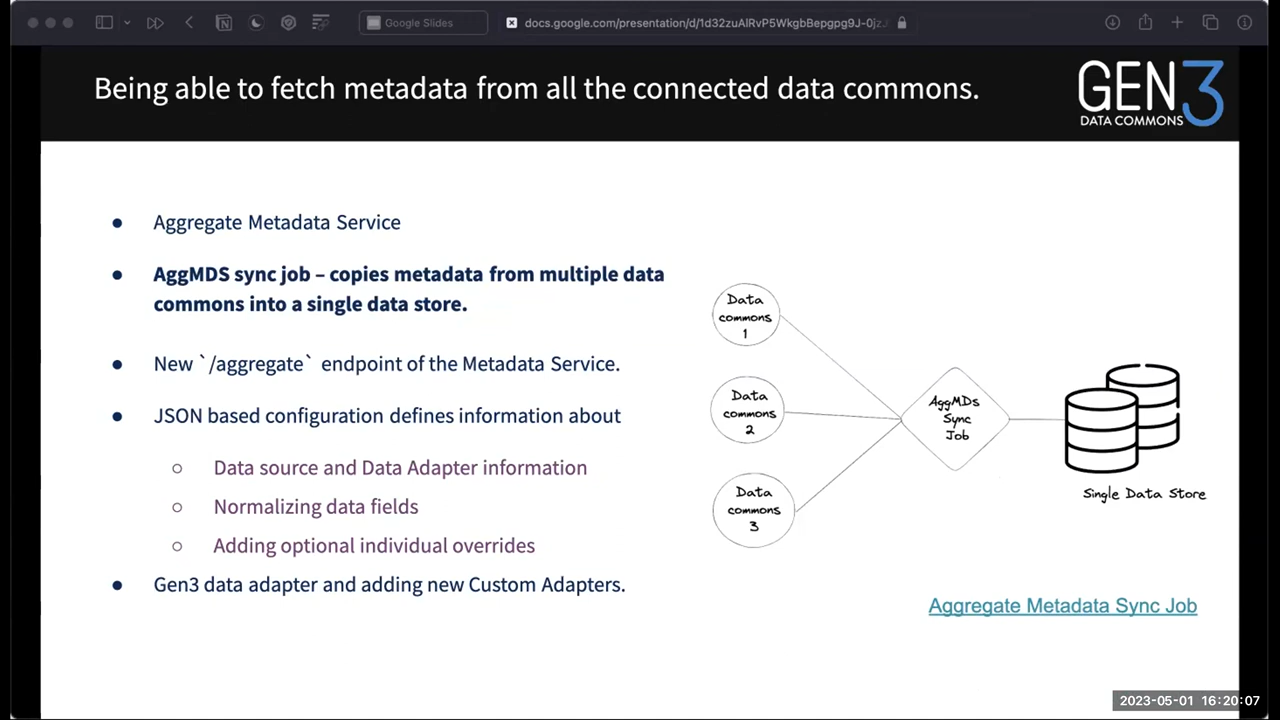 Google Slides
docs.google.com/presentation/d/1d32zuAlRvP5WkgbBepgpg9J-0jz
Being able to fetch metadata from all the connected data commons.
GEN3
DATA COMMONS
● Aggregate Metadata Service
● AggMDS sync job – copies metadata from multiple data
commons into a single data store.
● New `/aggregate` endpoint of the Metadata Service.
● JSON based configuration defines information about
○ Data source and Data Adapter information
○ Normalizing data fields
○ Adding optional individual overrides
● Gen3 data adapter and adding new Custom Adapters.
Data
commons
1
Data
commons
2
Data
commons
3
AggMDs
Sync
Job
Single Data Store
Aggregate Metadata Sync Job
2023-05-01 16:20:07